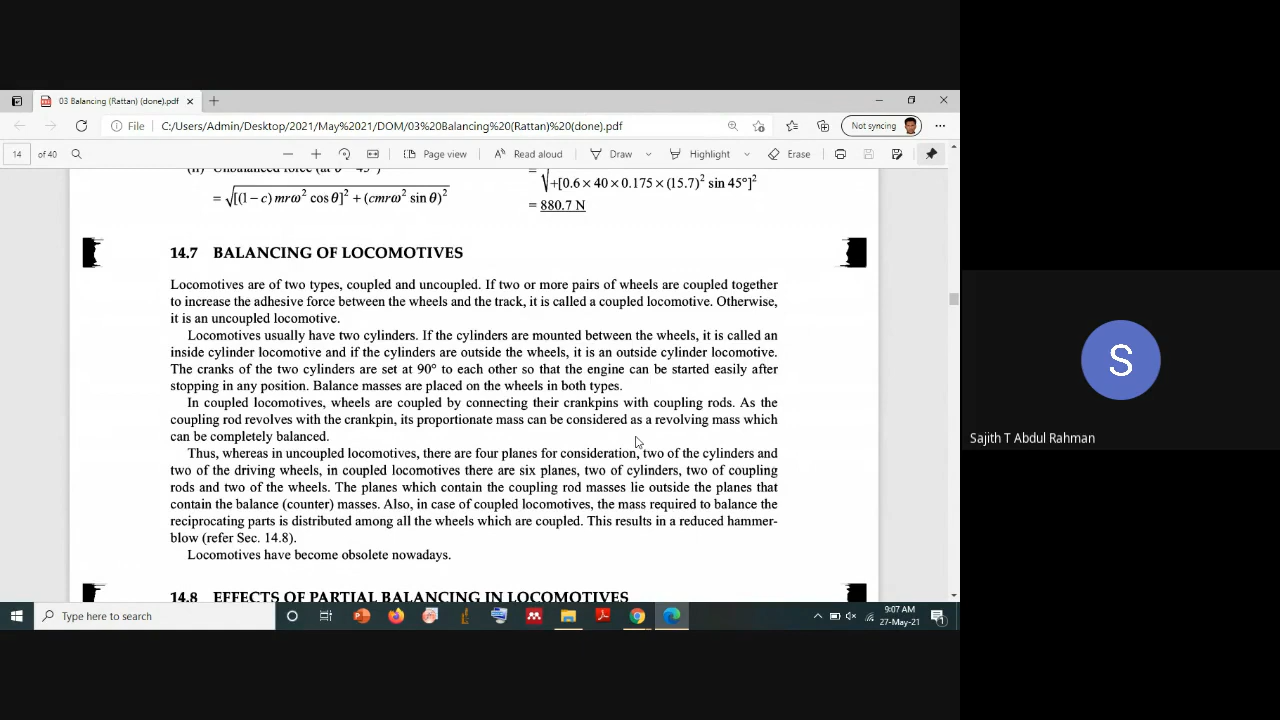 03 Balancing (Rattan) (done).pdf
File C:/Users/Admin/Desktop/2021/May%2021/DOM/03%20Balancing%20(Rattan)%20(done).pdf
Not syncing
14 of 40
Page view
Read aloud
Draw
Highlight
Erase
= √[(1 – c) mrω² cosθ]² + (cmrω² sinθ)²
√+[0.6 × 40 × 0.175 × (15.7)² sin 45°]²
= 880.7 N
14.7 BALANCING OF LOCOMOTIVES
Locomotives are of two types, coupled and uncoupled. If two or more pairs of wheels are coupled together
to increase the adhesive force between the wheels and the track, it is called a coupled locomotive. Otherwise,
it is an uncoupled locomotive.
Locomotives usually have two cylinders. If the cylinders are mounted between the wheels, it is called an
inside cylinder locomotive and if the cylinders are outside the wheels, it is an outside cylinder locomotive.
The cranks of the two cylinders are set at 90° to each other so that the engine can be started easily after
stopping in any position. Balance masses are placed on the wheels in both types.
In coupled locomotives, wheels are coupled by connecting their crankpins with coupling rods. As the
coupling rod revolves with the crankpin, its proportionate mass can be considered as a revolving mass which
can be completely balanced.
Thus, whereas in uncoupled locomotives, there are four planes for consideration, two of the cylinders and
two of the driving wheels, in coupled locomotives there are six planes, two of cylinders, two of coupling
rods and two of the wheels. The planes which contain the coupling rod masses lie outside the planes that
contain the balance (counter) masses. Also, in case of coupled locomotives, the mass required to balance the
reciprocating parts is distributed among all the wheels which are coupled. This results in a reduced hammer-
blow (refer Sec. 14.8).
Locomotives have become obsolete nowadays.
14.8 EFFECTS OF PARTIAL BALANCING IN LOCOMOTIVES
Type here to search
9:07 AM
27-May-21
1
S
Sajith T Abdul Rahman